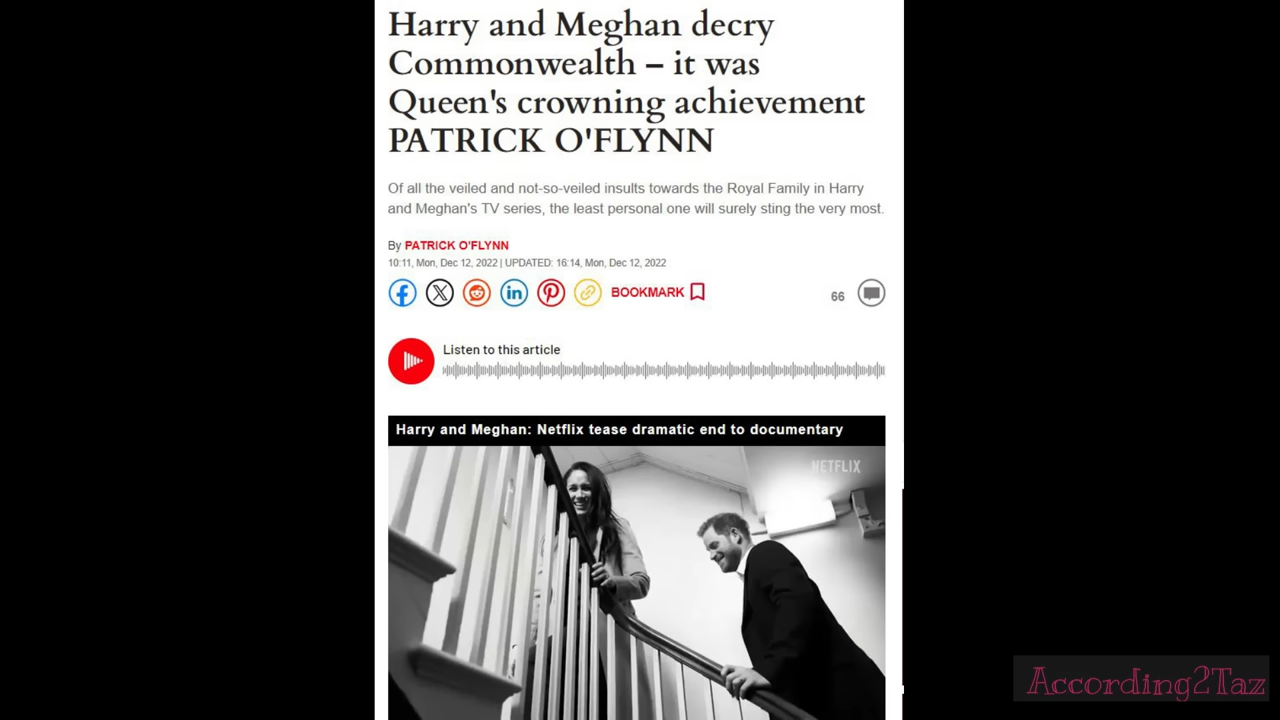 Harry and Meghan decry
Commonwealth – it was
Queen's crowning achievement
PATRICK O'FLYNN
Of all the veiled and not-so-veiled insults towards the Royal Family in Harry
and Meghan's TV series, the least personal one will surely sting the very most.
By PATRICK O'FLYNN
10:11, Mon, Dec 12, 2022 | UPDATED: 16:14, Mon, Dec 12, 2022
BOOKMARK
66
Listen to this article
Harry and Meghan: Netflix tease dramatic end to documentary
NETFLIX
According2Taz